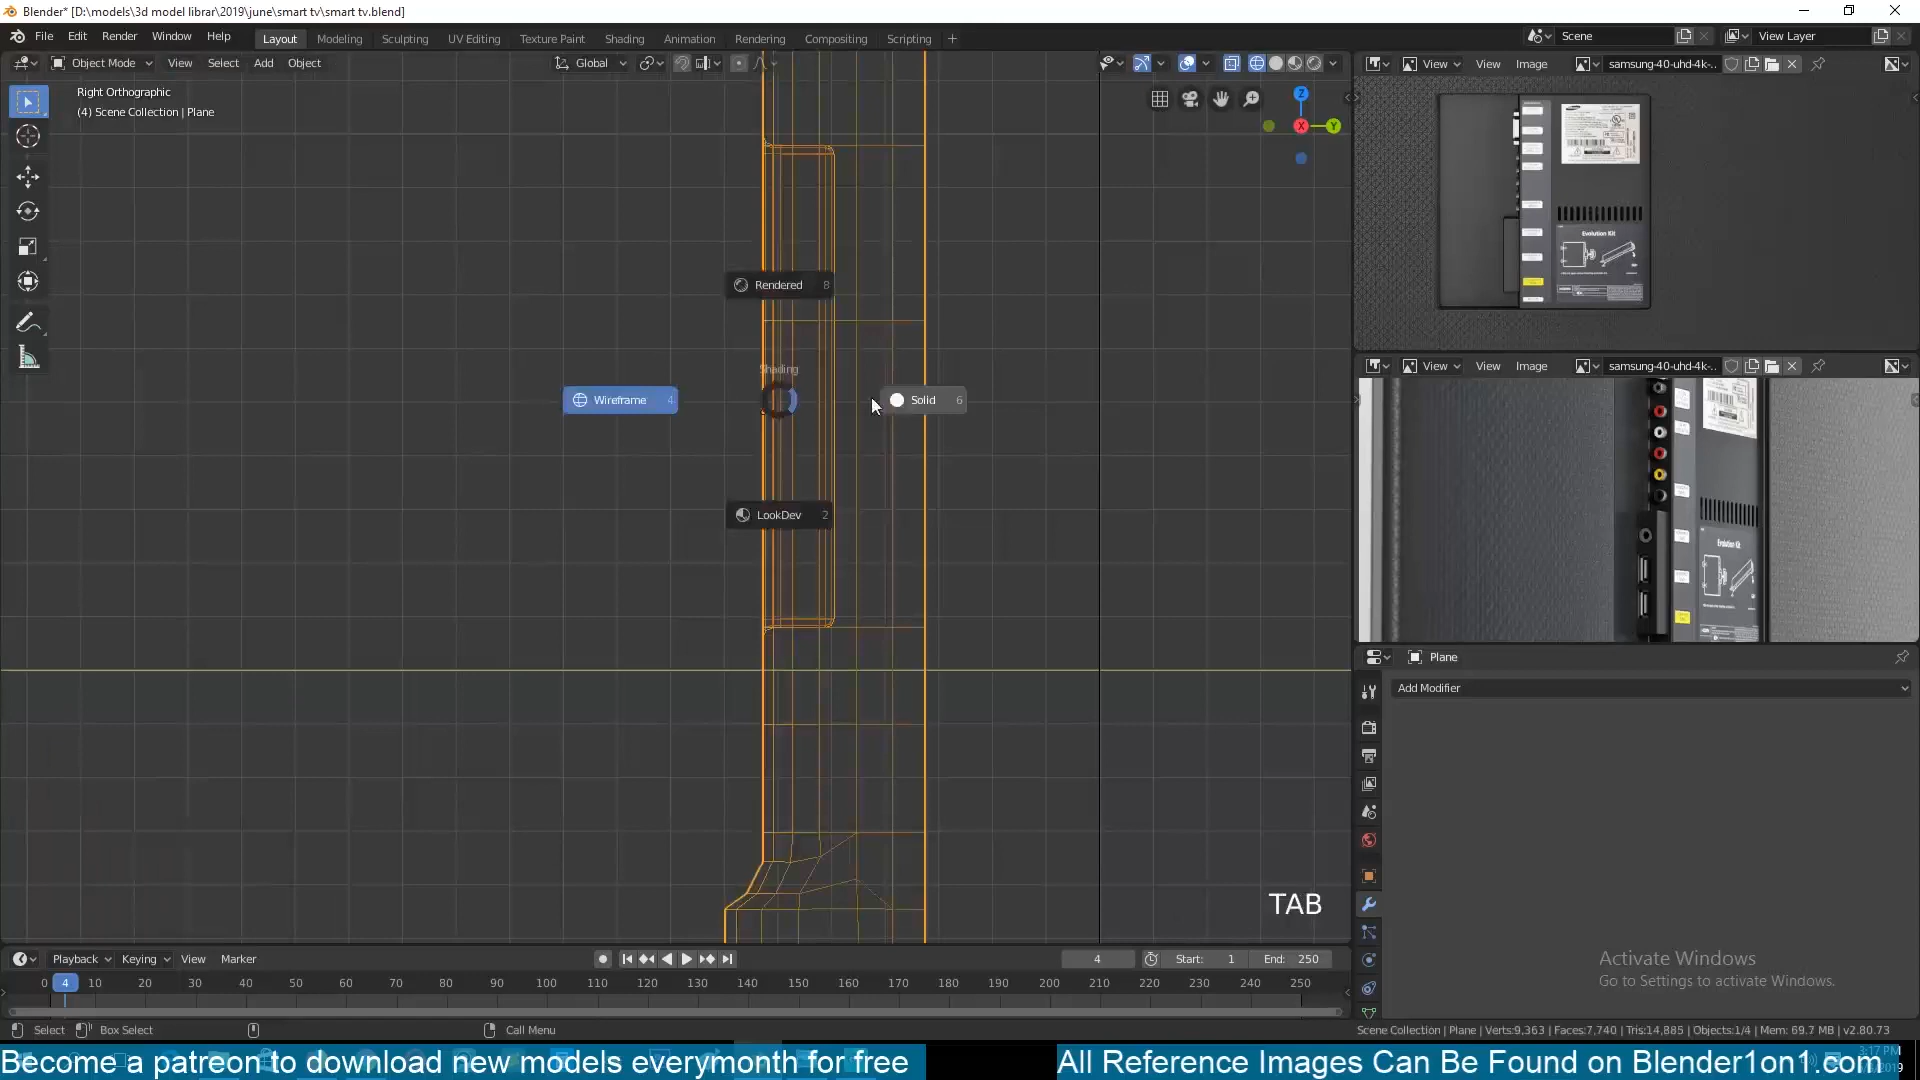 Blender* [D:\models\3d model librar\2019\june\smart tv\smart tv.blend]
File Edit Render Window Help Layout Modeling Sculpting UV Editing Texture Paint Shading Animation Rendering Compositing Scripting + Scene View Layer
Object Mode View Select Add Object Global View View Image samsung-40-uhd-4k-..
Right Orthographic
(4) Scene Collection | Plane
Z
X
Y
Evolution Kit
Rendered 8
Shading
Wireframe 4
Solid 6
LookDev 2
View View Image samsung-40-uhd-4k-..
Evolution Kit
Plane
Add Modifier
TAB
Activate Windows
Go to Settings to activate Windows.
Playback Keying View Marker 4 Start: 1 End: 250
0 4 10 20 30 40 50 60 70 80 90 100 110 120 130 140 150 160 170 180 190 200 210 220 230 240 250
Select Box Select Call Menu Scene Collection | Plane | Verts:9,363 | Faces:7,740 | Tris:14,885 | Objects:1/4 | Mem: 69.7 MB | v2.80.73
Become a patreon to download new models everymonth for free
All Reference Images Can Be Found on Blender1on1.com
3:17 PM